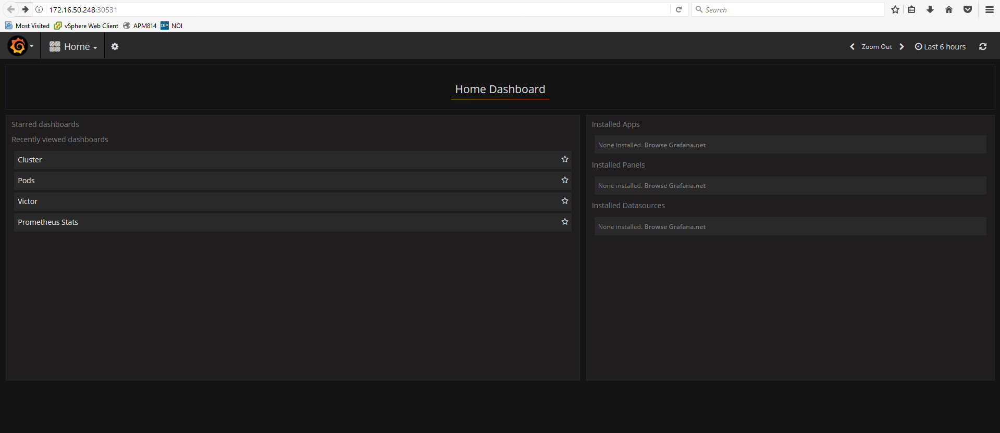 172.16.50.248:30531
Search
Most Visited vSphere Web Client APM814 IBM NOI
Home Zoom Out Last 6 hours
Home Dashboard
Starred dashboards
Recently viewed dashboards
Cluster
Pods
Victor
Prometheus Stats
Installed Apps
None installed. Browse Grafana.net
Installed Panels
None installed. Browse Grafana.net
Installed Datasources
None installed. Browse Grafana.net